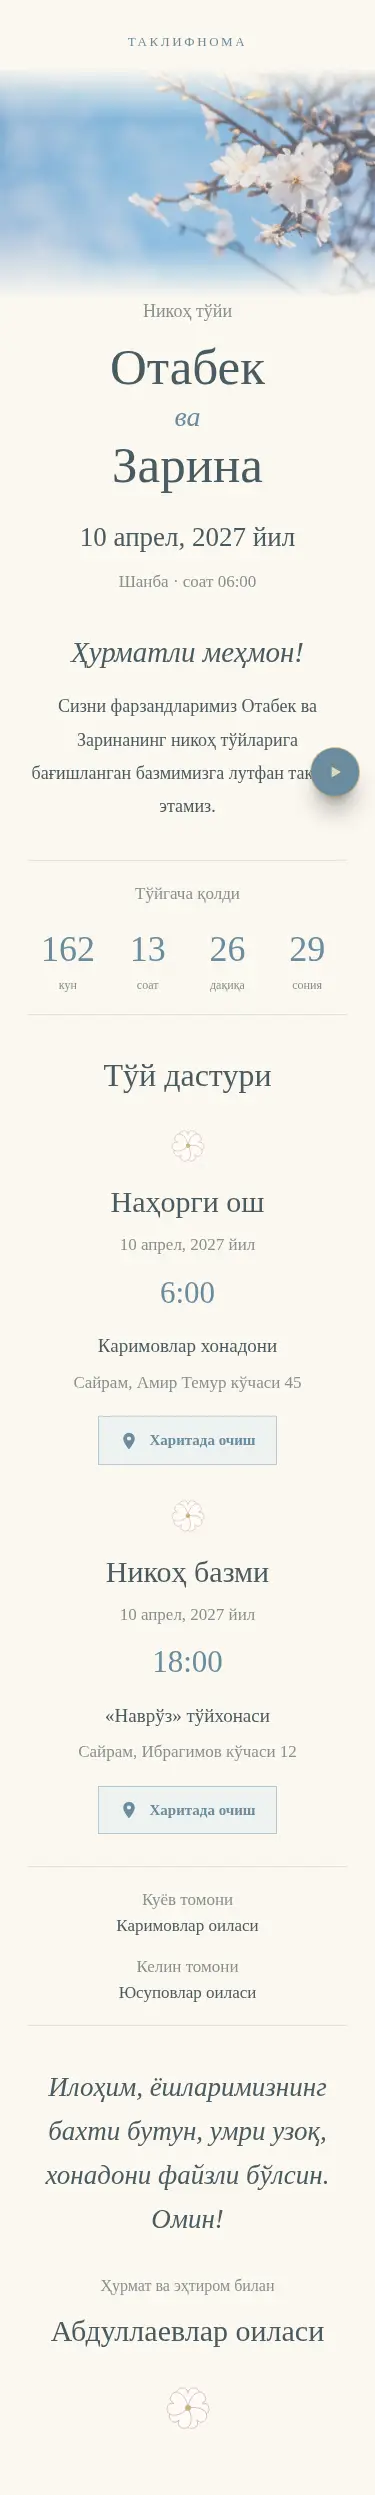 ТАКЛИФНОМА
Никоҳ тўйи
Отабек
ва
Зарина
10 апрел, 2027 йил
Шанба · соат 06:00
Ҳурматли меҳмон!
Сизни фарзандларимиз Отабек ва
Заринанинг никоҳ тўйларига
бағишланган базмимизга лутфан
этамиз.
Тўйгача қолди
162 13 26 29
кун соат дақиқа сония
Тўй дастури
Наҳорги ош
10 апрел, 2027 йил
6:00
Каримовлар хонадони
Сайрам, Амир Темур кўчаси 45
Харитада очиш
Никоҳ базми
10 апрел, 2027 йил
18:00
«Наврўз» тўйхонаси
Сайрам, Ибрагимов кўчаси 12
Харитада очиш
Куёв томони
Каримовлар оиласи
Келин томони
Юсуповлар оиласи
Илоҳим, ёшларимизнинг
бахти бутун, умри узоқ,
хонадони файзли бўлсин.
Омин!
Ҳурмат ва эҳтиром билан
Абдуллаевлар оиласи